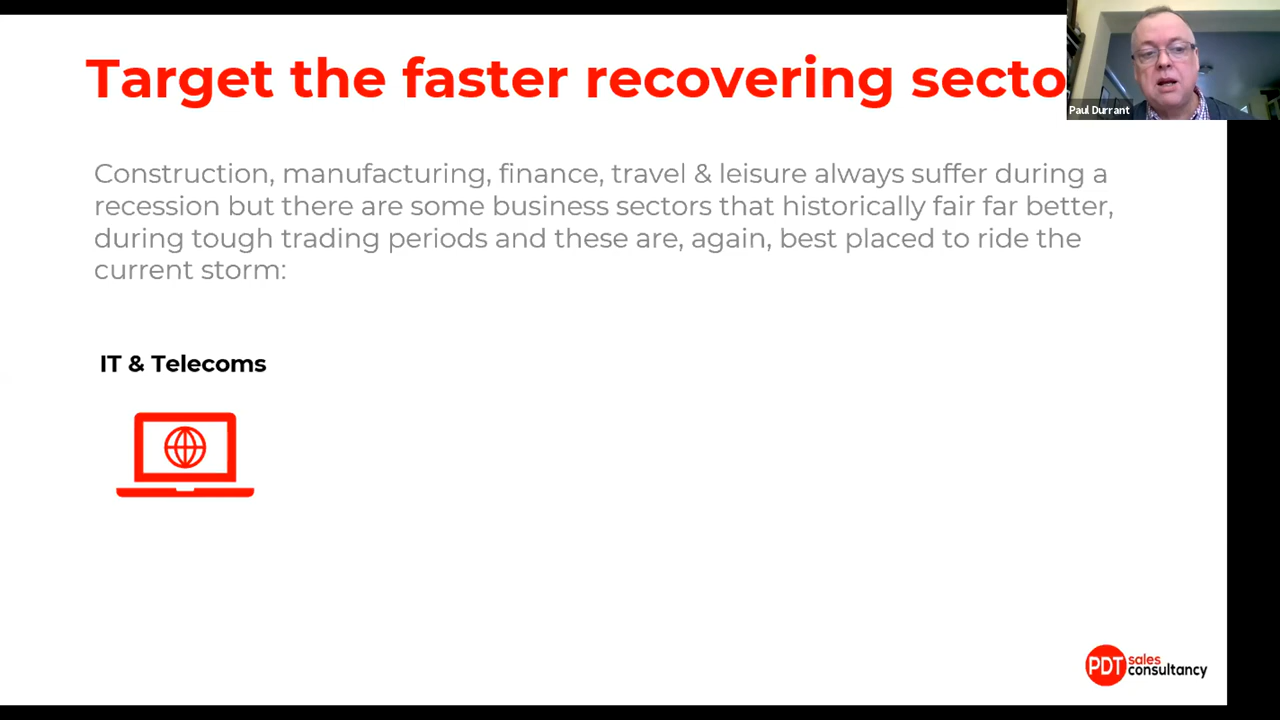 Target the faster recovering secto
Paul Durrant
Construction, manufacturing, finance, travel & leisure always suffer during a
recession but there are some business sectors that historically fair far better,
during tough trading periods and these are, again, best placed to ride the
current storm:
IT & Telecoms
PDT sales
consultancy